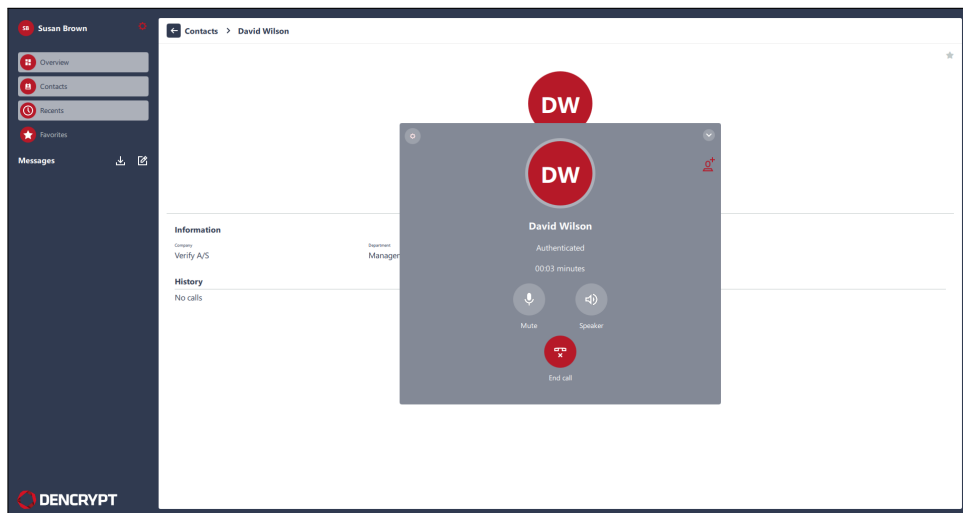 SB Susan Brown
Overview
Contacts
Recents
Favorites
Messages
Contacts > David Wilson
DW
DW
David Wilson
Authenticated
00:03 minutes
Mute Speaker
End call
Information
Company Department
Verify A/S Manager
History
No calls
DENCRYPT